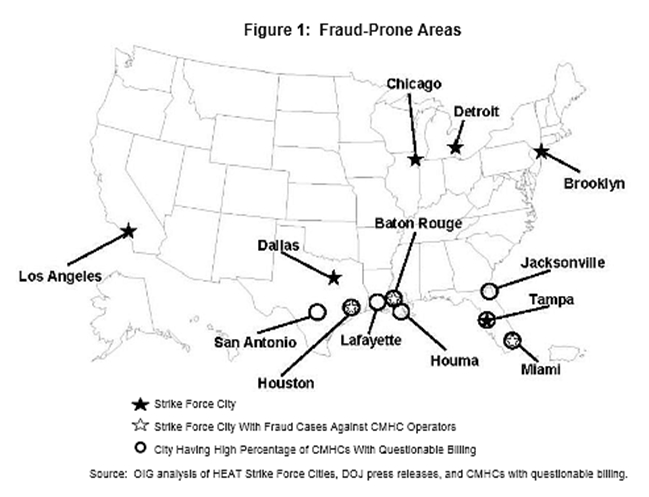 Figure 1: Fraud-Prone Areas
Chicago
Detroit
Brooklyn
Baton Rouge
Dallas
Jacksonville
Los Angeles
Tampa
San Antonio
Lafayette
Houma
Miami
Houston
Strike Force City
Strike Force City With Fraud Cases Against CMHC Operators
City Having High Percentage of CMHCs With Questionable Billing
Source: OIG analysis of HEAT Strike Force Cities, DOJ press releases, and CMHCs with questionable billing.